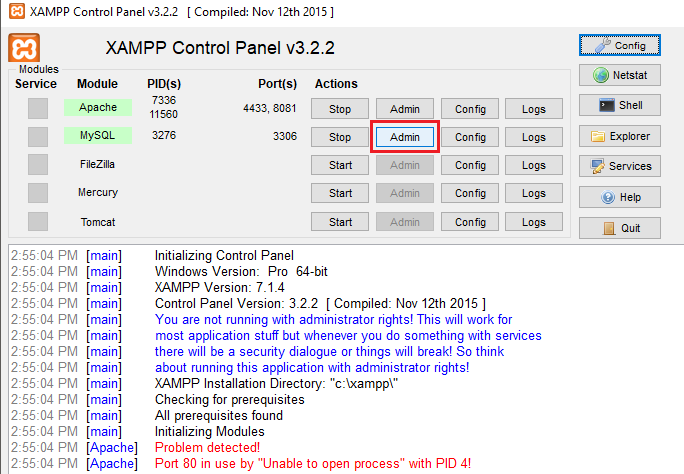 XAMPP Control Panel v3.2.2 [ Compiled: Nov 12th 2015 ]
XAMPP Control Panel v3.2.2
Config
Modules
Service Module PID(s) Port(s) Actions
Netstat
Apache 7336 11560 4433, 8081 Stop Admin Config Logs
Shell
MySQL 3276 3306 Stop Admin Config Logs
Explorer
FileZilla Start Admin Config Logs
Services
Mercury Start Admin Config Logs
Help
Tomcat Start Admin Config Logs
Quit
2:55:04 PM [main] Initializing Control Panel
2:55:04 PM [main] Windows Version: Pro 64-bit
2:55:04 PM [main] XAMPP Version: 7.1.4
2:55:04 PM [main] Control Panel Version: 3.2.2 [ Compiled: Nov 12th 2015 ]
2:55:04 PM [main] You are not running with administrator rights! This will work for
2:55:04 PM [main] most application stuff but whenever you do something with services
2:55:04 PM [main] there will be a security dialogue or things will break! So think
2:55:04 PM [main] about running this application with administrator rights!
2:55:04 PM [main] XAMPP Installation Directory: "c:\xampp\"
2:55:04 PM [main] Checking for prerequisites
2:55:04 PM [main] All prerequisites found
2:55:04 PM [main] Initializing Modules
2:55:04 PM [Apache] Problem detected!
2:55:04 PM [Apache] Port 80 in use by "Unable to open process" with PID 4!